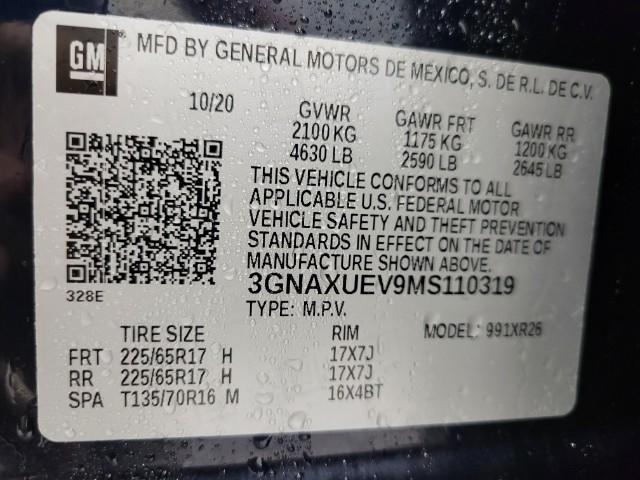 GM
MFD BY GENERAL MOTORS DE MEXICO, S. DE R.L. DE C.V.
10/20 GVWR GAWR FRT GAWR RR
2100 KG 1175 KG 1200 KG
4630 LB 2590 LB 2645 LB
THIS VEHICLE CONFORMS TO ALL
APPLICABLE U.S. FEDERAL MOTOR
VEHICLE SAFETY AND THEFT PREVENTION
STANDARDS IN EFFECT ON THE DATE OF
MANUFACTURE SHOWN ABOVE.
328E 3GNAXUEV9MS110319
TYPE: M.P.V.
TIRE SIZE RIM MODEL: 991XR26
FRT 225/65R17 H 17X7J
RR 225/65R17 H 17X7J
SPA T135/70R16 M 16X4BT